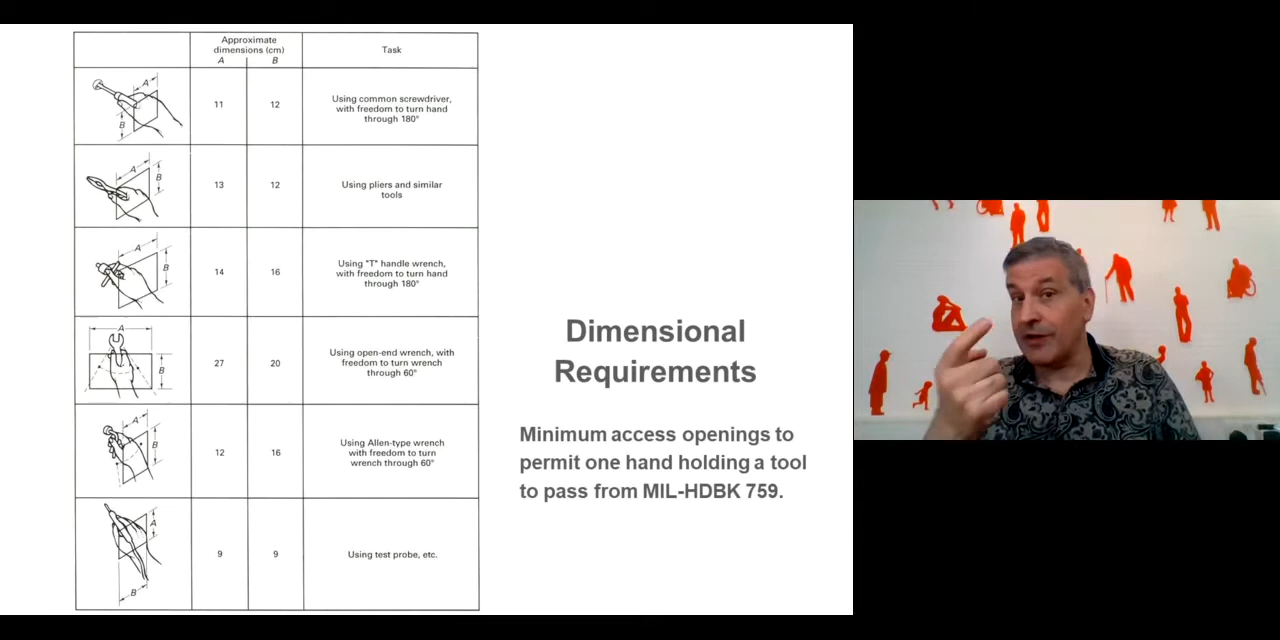 Approximate
dimensions (cm)
A B
Task
A
B
11 12
Using common screwdriver,
with freedom to turn hand
through 180°
A
B
13 12
Using pliers and similar
tools
A
B
14 16
Using "T" handle wrench,
with freedom to turn hand
through 180°
A
B
27 20
Using open-end wrench, with
freedom to turn wrench
through 60°
A
B
12 16
Using Allen-type wrench
with freedom to turn
wrench through 60°
A
B
9 9
Using test probe, etc.
Dimensional
Requirements
Minimum access openings to
permit one hand holding a tool
to pass from MIL-HDBK 759.